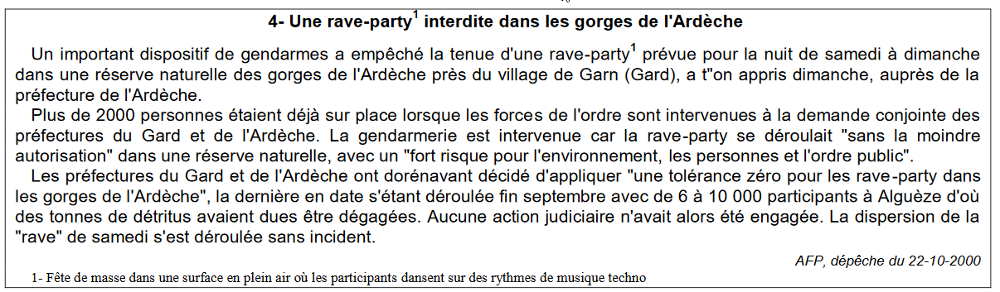 4- Une rave-party1 interdite dans les gorges de l'Ardèche
Un important dispositif de gendarmes a empêché la tenue d'une rave-party1 prévue pour la nuit de samedi à dimanche
dans une réserve naturelle des gorges de l'Ardèche près du village de Garn (Gard), a t"on appris dimanche, auprès de la
préfecture de l'Ardèche.
Plus de 2000 personnes étaient déjà sur place lorsque les forces de l'ordre sont intervenues à la demande conjointe des
préfectures du Gard et de l'Ardèche. La gendarmerie est intervenue car la rave-party se déroulait "sans la moindre
autorisation" dans une réserve naturelle, avec un "fort risque pour l'environnement, les personnes et l'ordre public".
Les préfectures du Gard et de l'Ardèche ont dorénavant décidé d'appliquer "une tolérance zéro pour les rave-party dans
les gorges de l'Ardèche", la dernière en date s'étant déroulée fin septembre avec de 6 à 10 000 participants à Alguèze d'où
des tonnes de détritus avaient dues être dégagées. Aucune action judiciaire n'avait alors été engagée. La dispersion de la
"rave" de samedi s'est déroulée sans incident.
AFP, dépêche du 22-10-2000
1- Fête de masse dans une surface en plein air où les participants dansent sur des rythmes de musique techno